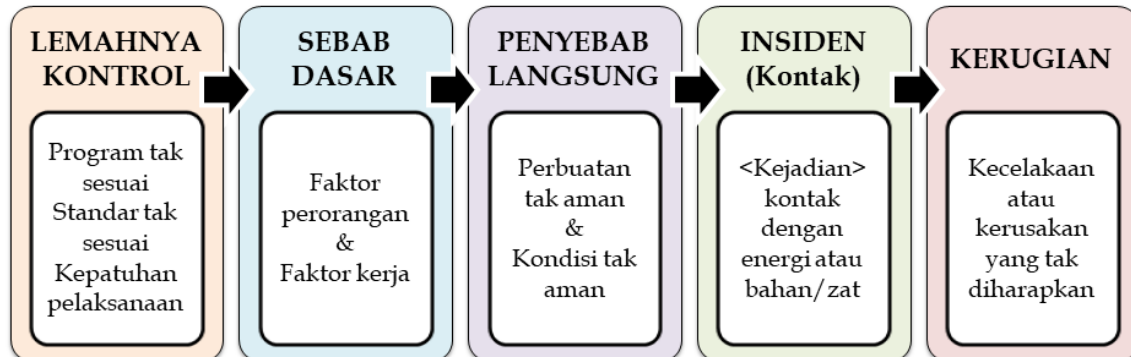 LEMAHNYA
KONTROL
Program tak
sesuai
Standar tak
sesuai
Kepatuhan
pelaksanaan
SEBAB
DASAR
Faktor
perorangan
&
Faktor kerja
PENYEBAB
LANGSUNG
Perbuatan
tak aman
&
Kondisi tak
aman
INSIDEN
(Kontak)
<Kejadian>
kontak
dengan
energi atau
bahan/zat
KERUGIAN
Kecelakaan
atau
kerusakan
yang tak
diharapkan